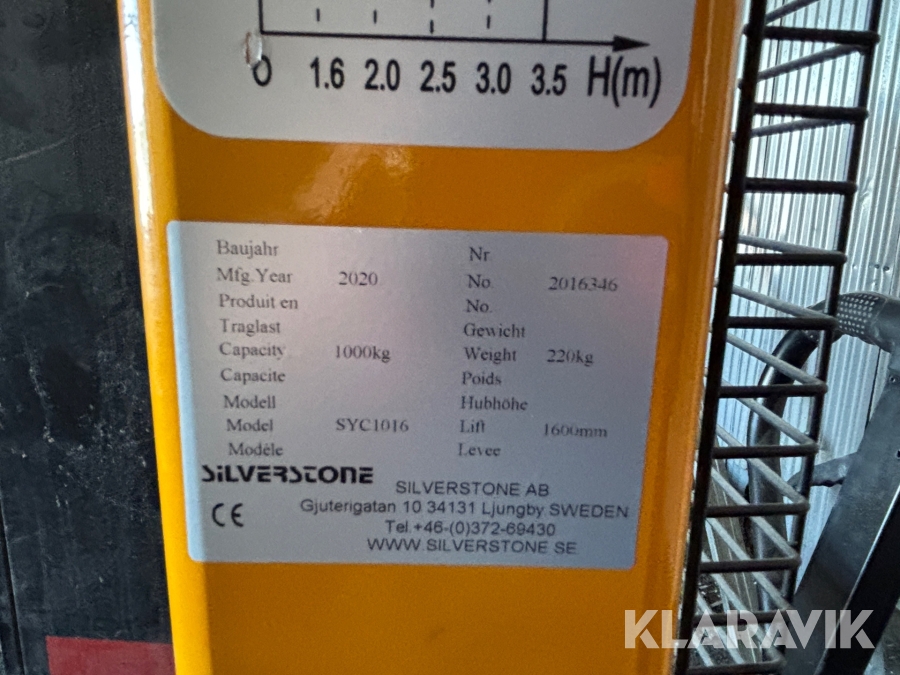 0 1.6 2.0 2.5 3.0 3.5 H(m)
Baujahr Nr
Mfg.Year 2020 No. 2016346
Produit en No.
Traglast Gewicht
Capacity 1000kg Weight 220kg
Capacite Poids
Modell Hubhöhe
Model SYC1016 Lift 1600mm
Modéle Levee
SILVERSTONE
SILVERSTONE AB
CE Gjuterigatan 10 34131 Ljungby.SWEDEN
Tel.+46-(0)372-69430
WWW.SILVERSTONE SE
KLARAVIK